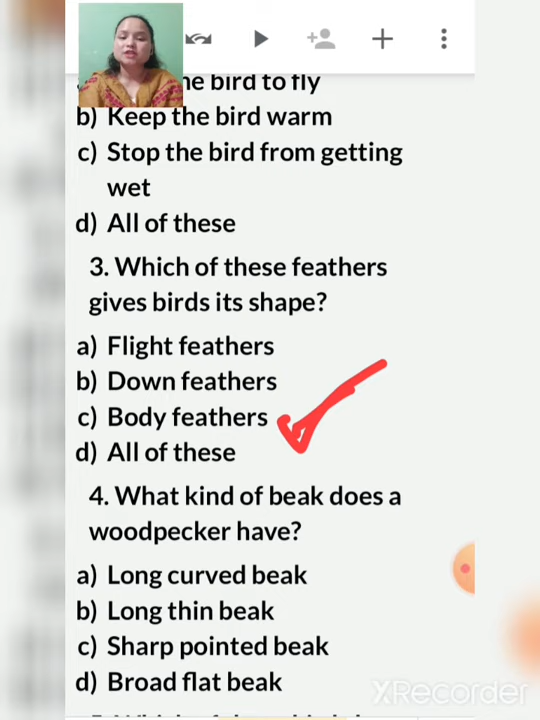 he bird to fly
b) Keep the bird warm
c) Stop the bird from getting
wet
d) All of these
3. Which of these feathers
gives birds its shape?
a) Flight feathers
b) Down feathers
c) Body feathers
d) All of these
4. What kind of beak does a
woodpecker have?
a) Long curved beak
b) Long thin beak
c) Sharp pointed beak
d) Broad flat beak
XRecorder